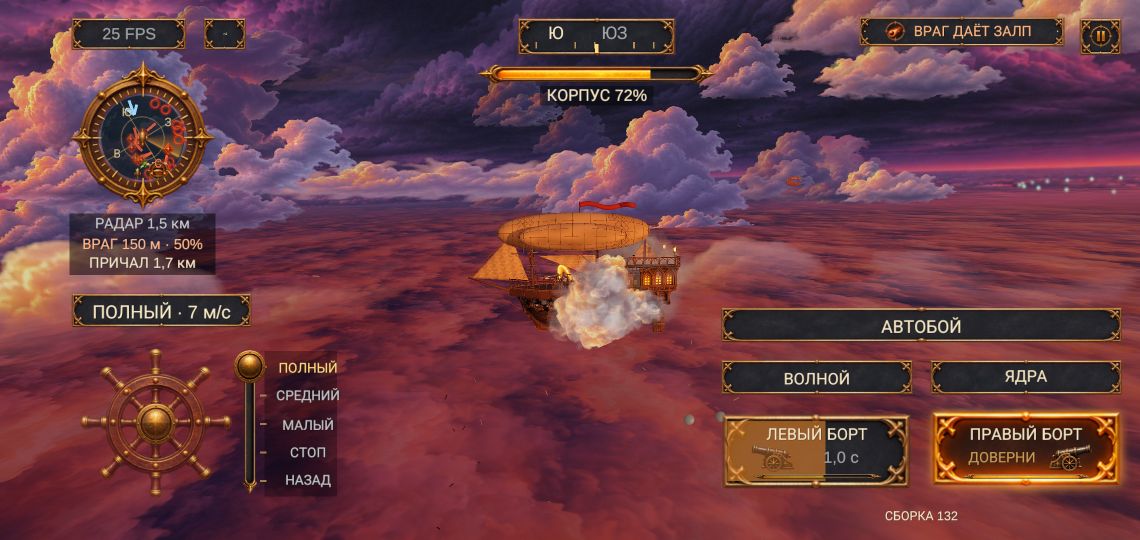 25 FPS
Ю ЮЗ
ВРАГ ДАЁТ ЗАЛП
КОРПУС 72%
З
В
РАДАР 1,5 км
ВРАГ 150 м · 50%
ПРИЧАЛ 1,7 км
ПОЛНЫЙ · 7 м/с
ПОЛНЫЙ
СРЕДНИЙ
МАЛЫЙ
СТОП
НАЗАД
АВТОБОЙ
ВОЛНОЙ
ЯДРА
ЛЕВЫЙ БОРТ
1,0 с
ПРАВЫЙ БОРТ
ДОВЕРНИ
СБОРКА 132